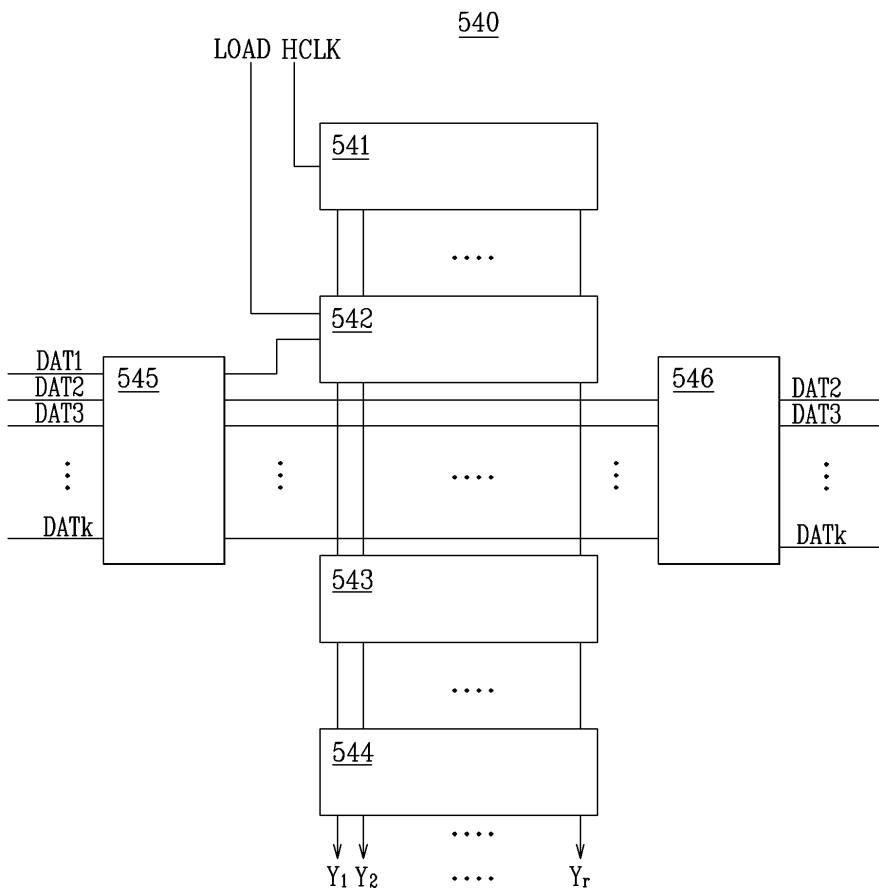 540
LOAD HCLK
541
542
DAT1
DAT2
DAT3
DATk
545
546
DAT2
DAT3
DATk
543
544
Y1 Y2 Yr